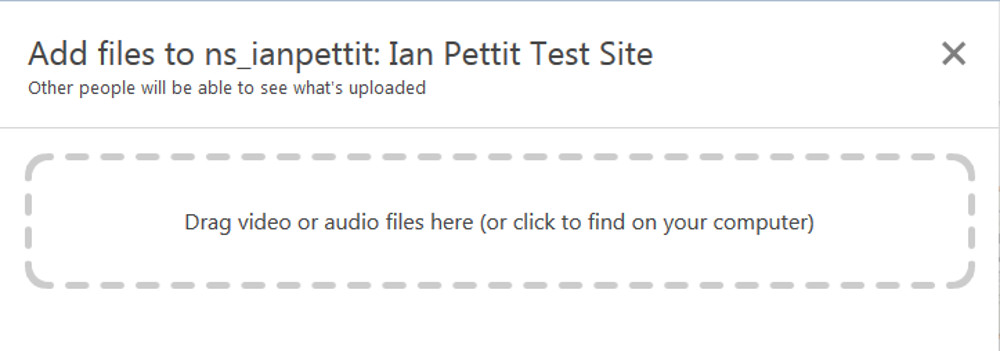 Add files to ns_ianpettit: Ian Pettit Test Site
Other people will be able to see what's uploaded
Drag video or audio files here (or click to find on your computer)